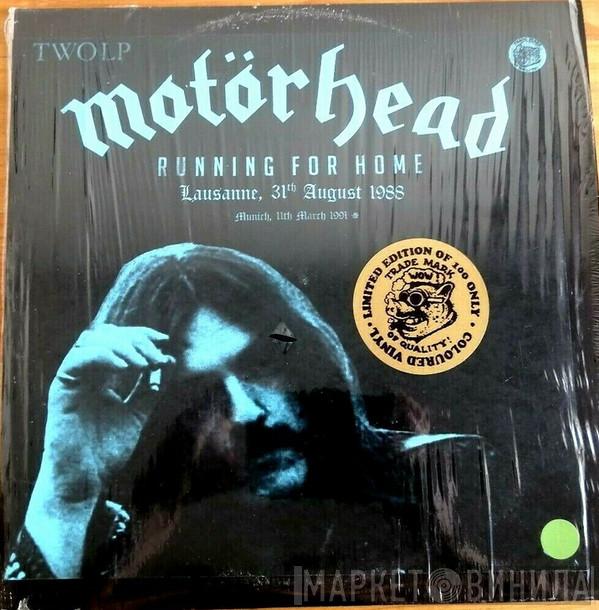 TWOLP
motörhead
RUNNING FOR HOME
Lausanne, 31th August 1988
Munich, 11th March 1991
LIMITED EDITION OF 100 ONLY • COLOURED VINYL •
TRADE MARK
WOW
OF QUALITY!
МАРКЕТ ВИНИЛА